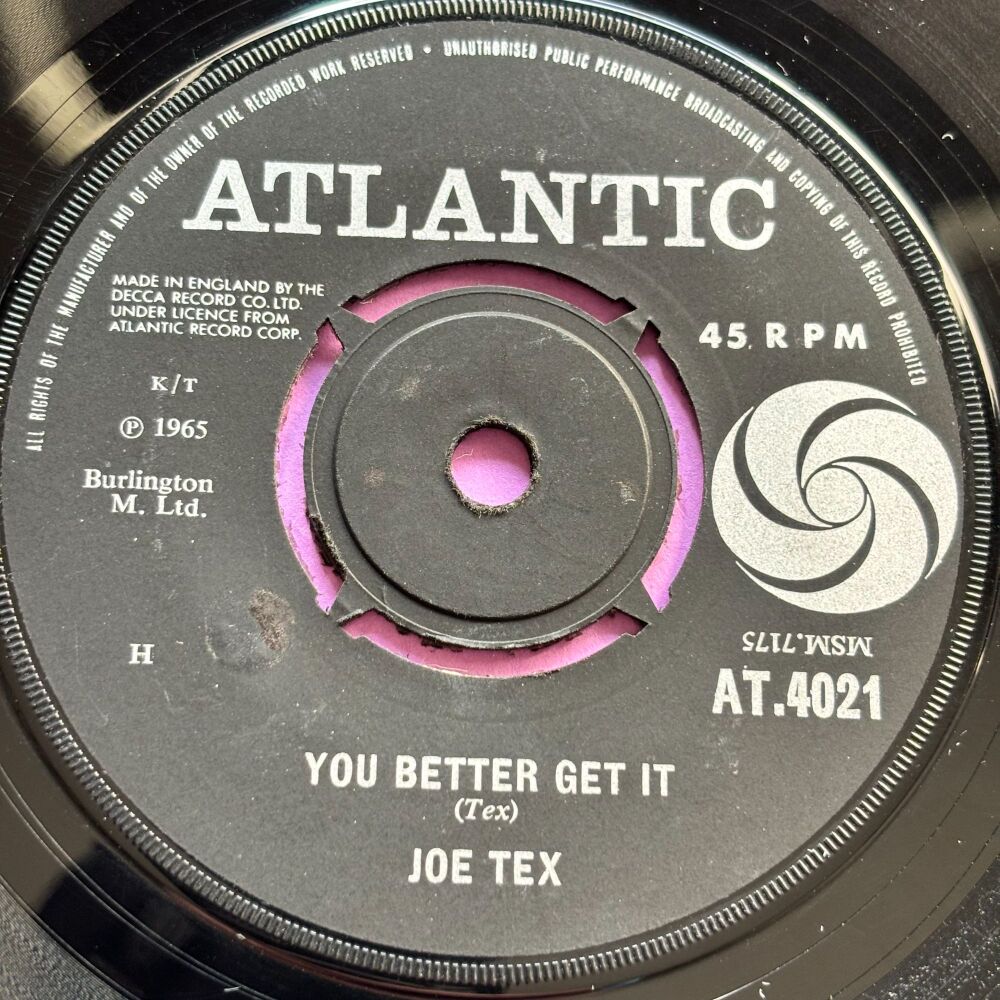 ALL RIGHTS OF THE MANUFACTURER AND OF THE OWNER OF THE RECORDED WORK RESERVED • UNAUTHORISED PUBLIC PERFORMANCE BROADCASTING AND COPYING OF THIS RECORD PROHIBITED
ATLANTIC
MADE IN ENGLAND BY THE
DECCA RECORD CO. LTD.
UNDER LICENCE FROM
ATLANTIC RECORD CORP.
45 R P M
K/T
℗ 1965
Burlington
M. Ltd.
H
MSM.7175
AT.4021
YOU BETTER GET IT
(Tex)
JOE TEX